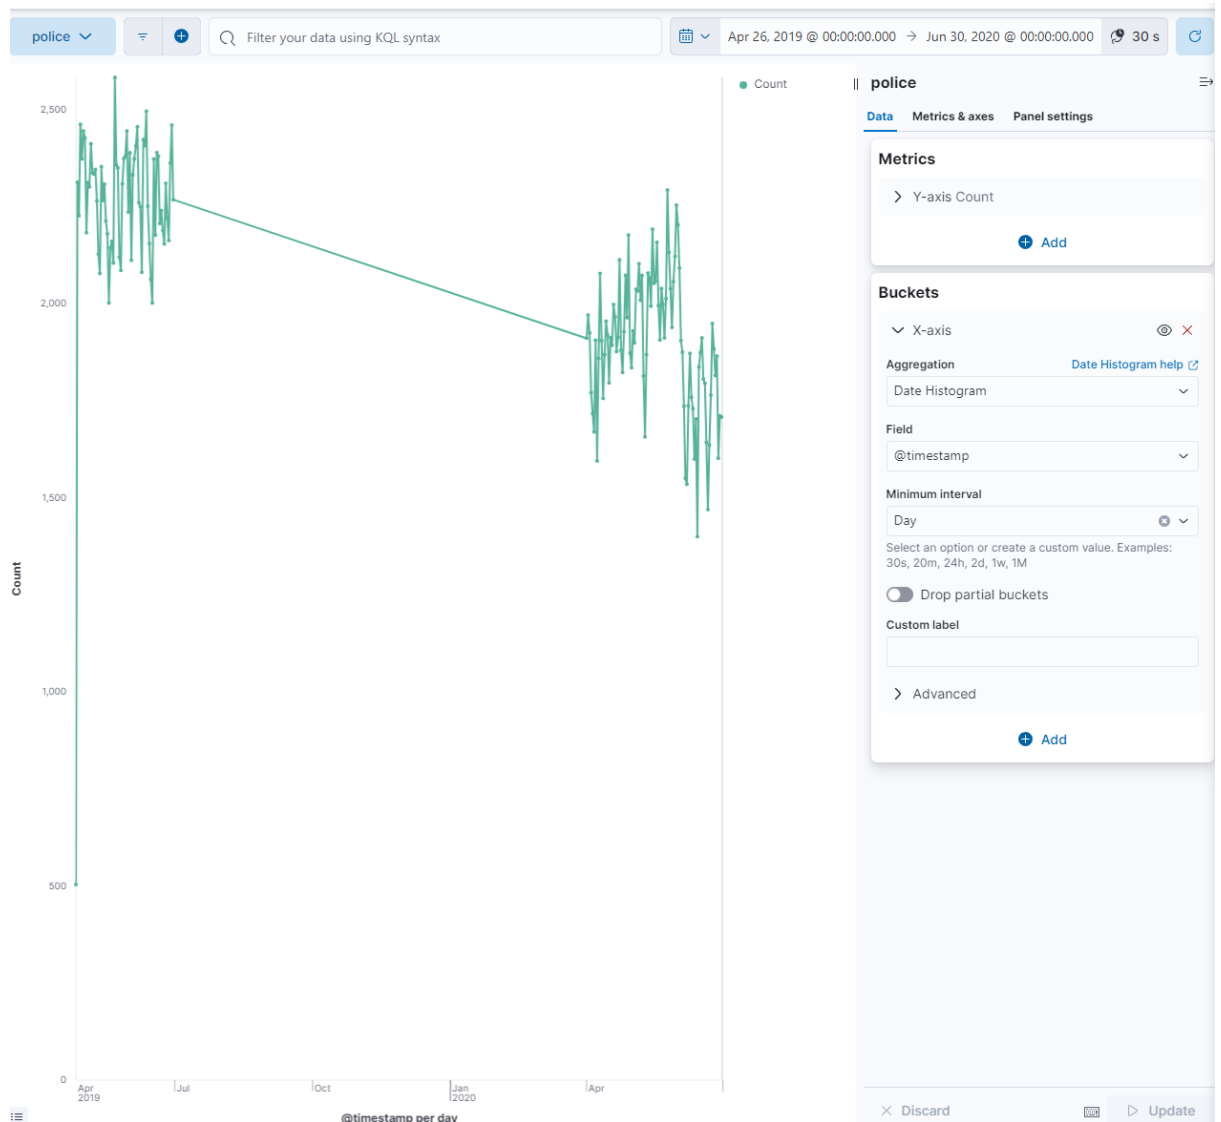 police
Filter your data using KQL syntax
Apr 26, 2019 @ 00:00:00.000 → Jun 30, 2020 @ 00:00:00.000
30 s
2,500
2,000
1,500
1,000
500
0
Count
Apr
2019
Jul
Oct
Jan
2020
Apr
@timestamp per day
Count
police
Data Metrics & axes Panel settings
Metrics
Y-axis Count
Add
Buckets
X-axis
Aggregation Date Histogram help
Date Histogram
Field
@timestamp
Minimum interval
Day
Select an option or create a custom value. Examples:
30s, 20m, 24h, 2d, 1w, 1M
Drop partial buckets
Custom label
Advanced
Add
Discard
Update